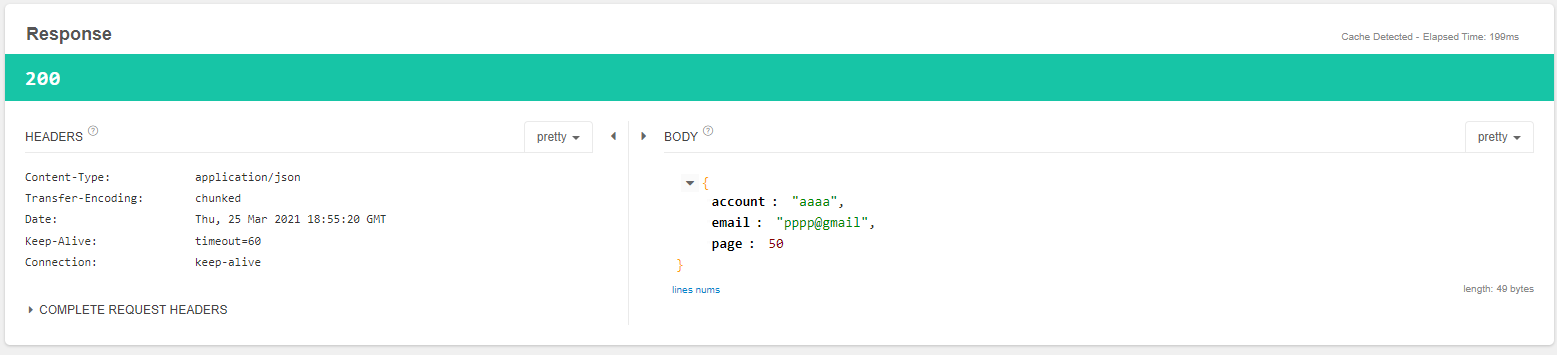 Response
Cache Detected - Elapsed Time: 199ms
200
HEADERS ? pretty
Content-Type: application/json
Transfer-Encoding: chunked
Date: Thu, 25 Mar 2021 18:55:20 GMT
Keep-Alive: timeout=60
Connection: keep-alive
COMPLETE REQUEST HEADERS
BODY ? pretty
{
account : "aaaa",
email : "pppp@gmail",
page : 50
}
lines nums
length: 49 bytes